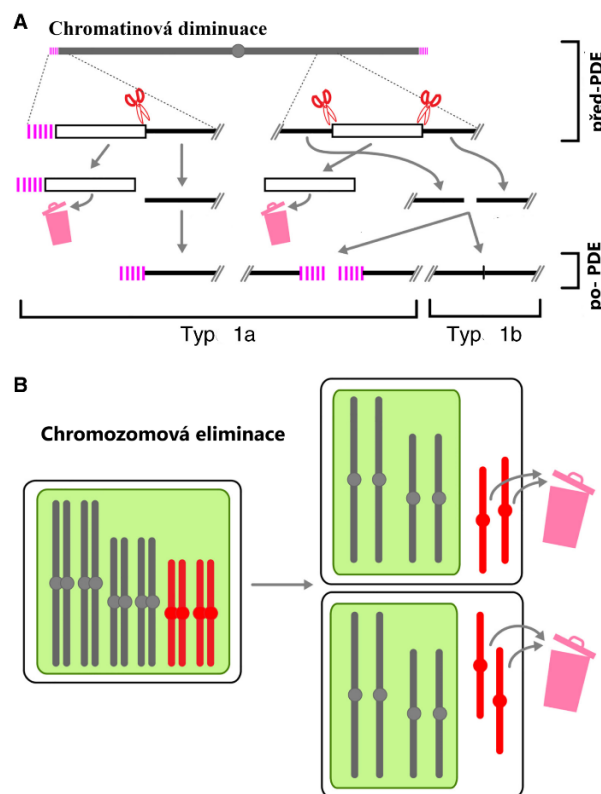 A
Chromatinová diminuace
před-PDE
po- PDE
Typ 1a
Typ 1b
B
Chromozomová eliminace